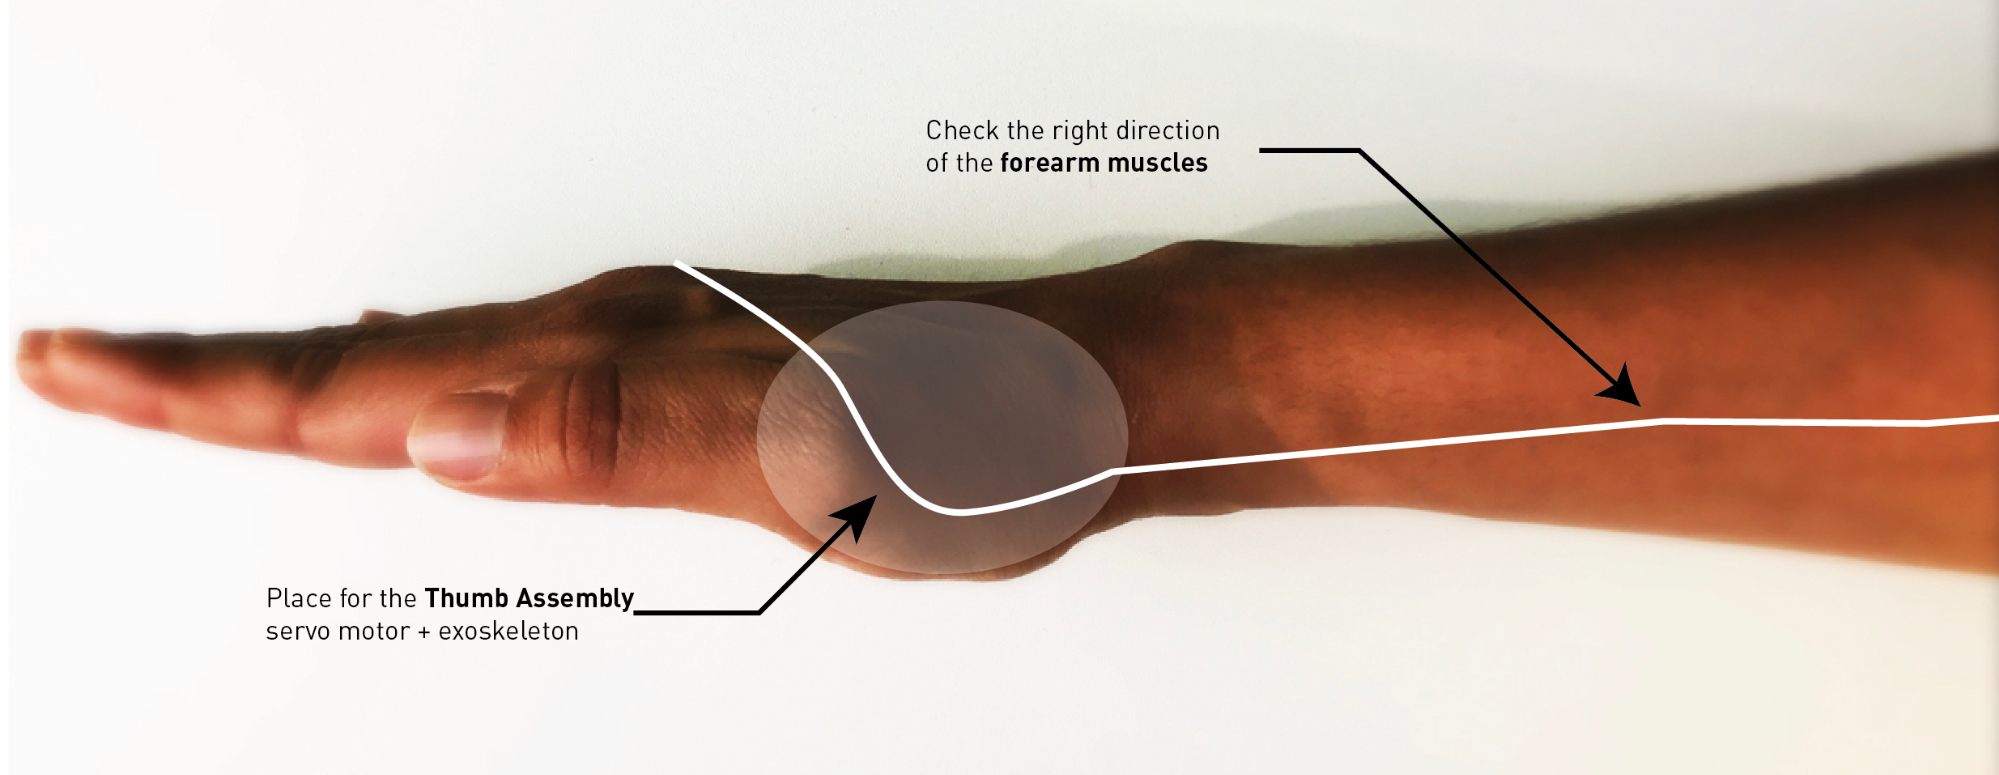 Check the right direction
of the forearm muscles
Place for the Thumb Assembly
servo motor + exoskeleton